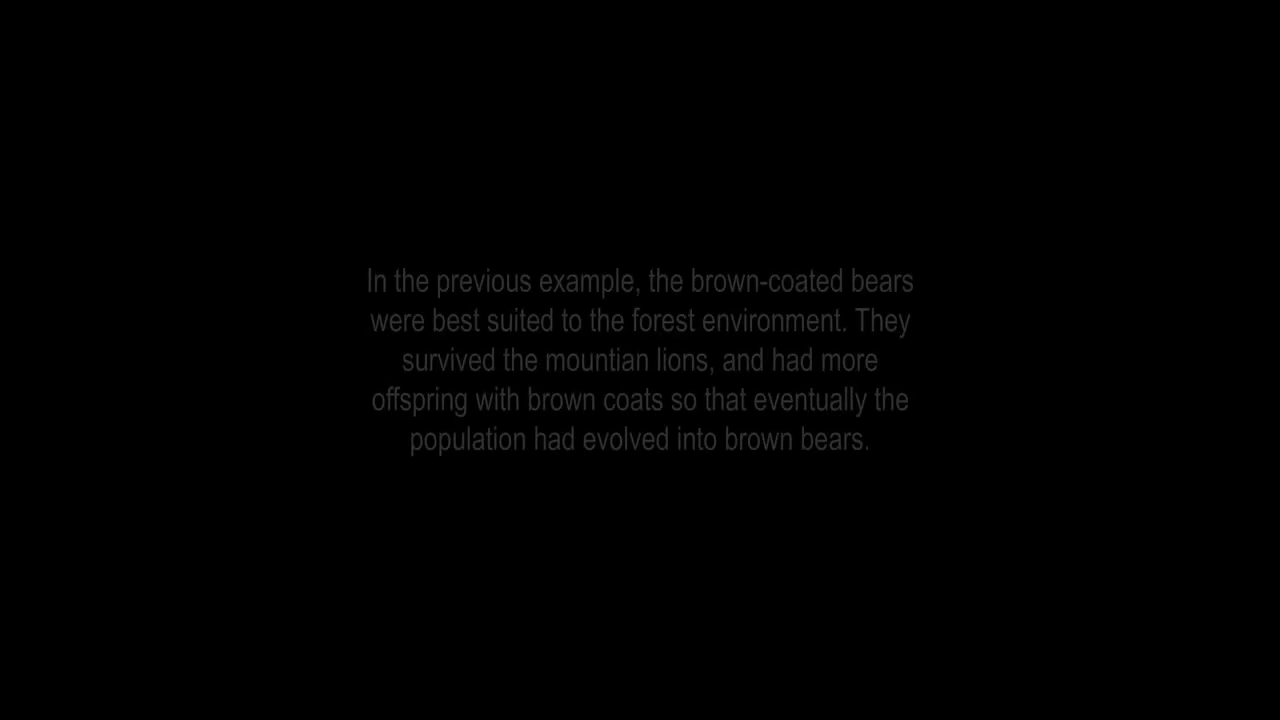 In the previous example, the brown-coated bears
were best suited to the forest environment. They
survived the mountian lions, and had more
offspring with brown coats so that eventually the
population had evolved into brown bears.